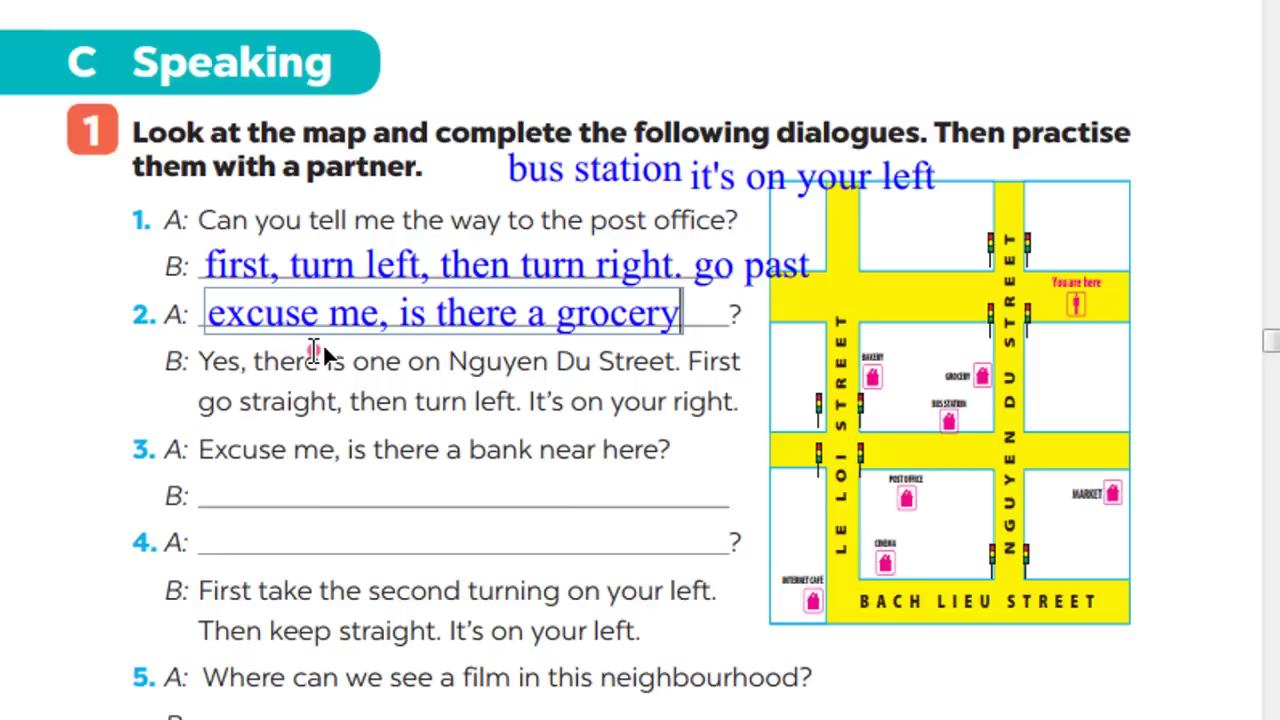 C Speaking
1 Look at the map and complete the following dialogues. Then practise
them with a partner.
bus station it's on your left
1. A: Can you tell me the way to the post office?
B: first, turn left, then turn right. go past
2. A: excuse me, is there a grocery ?
B: Yes, there is one on Nguyen Du Street. First
go straight, then turn left. It's on your right.
3. A: Excuse me, is there a bank near here?
B:
4. A: ?
B: First take the second turning on your left.
Then keep straight. It's on your left.
5. A: Where can we see a film in this neighbourhood?
You are here
BAKERY
GROCERY
BUS STATION
LE LOI STREET
NGUYEN DU STREET
POST OFFICE
MARKET
CINEMA
INTERNET CAFÉ
BACH LIEU STREET